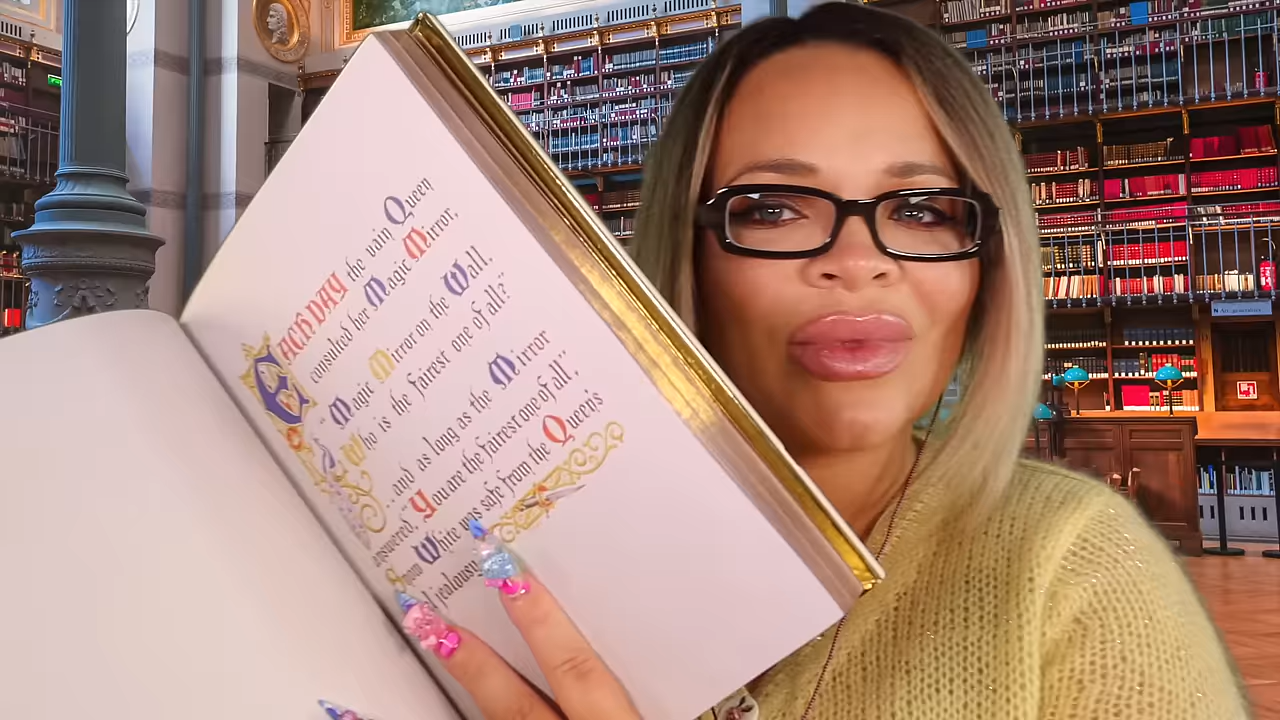 EACH DAY the vain Queen
consulted her Magic Mirror,
"Magic Mirror on the Wall,
Who is the fairest one of all?"
.. and as long as the Mirror
answered, "You are the fairest one of all",
Snow White was safe from the Queen's
jealousy